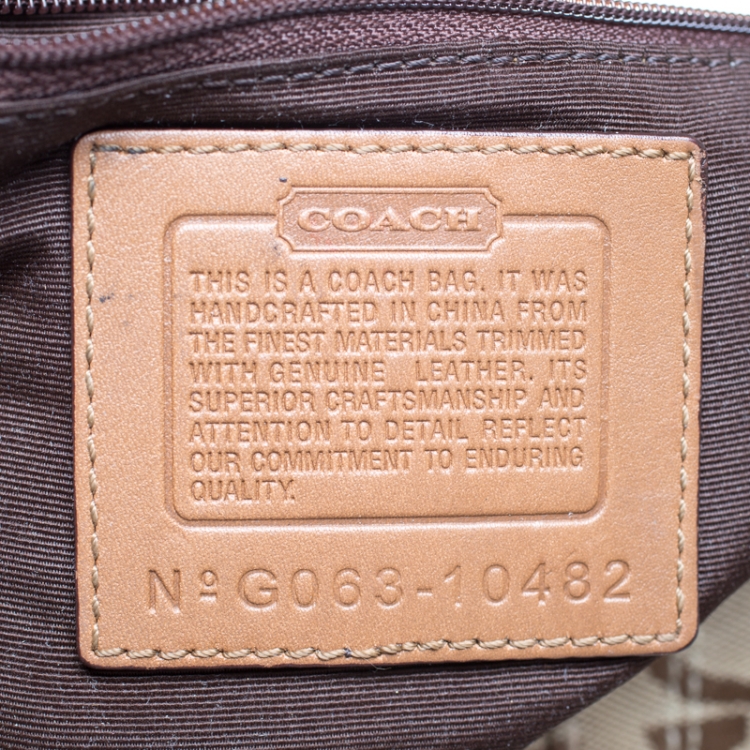 COACH
THIS IS A COACH BAG. IT WAS
HANDCRAFTED IN CHINA FROM
THE FINEST MATERIALS TRIMMED
WITH GENUINE LEATHER. ITS
SUPERIOR CRAFTSMANSHIP AND
ATTENTION TO DETAIL REFLECT
OUR COMMITMENT TO ENDURING
QUALITY.
Nº G063-10482